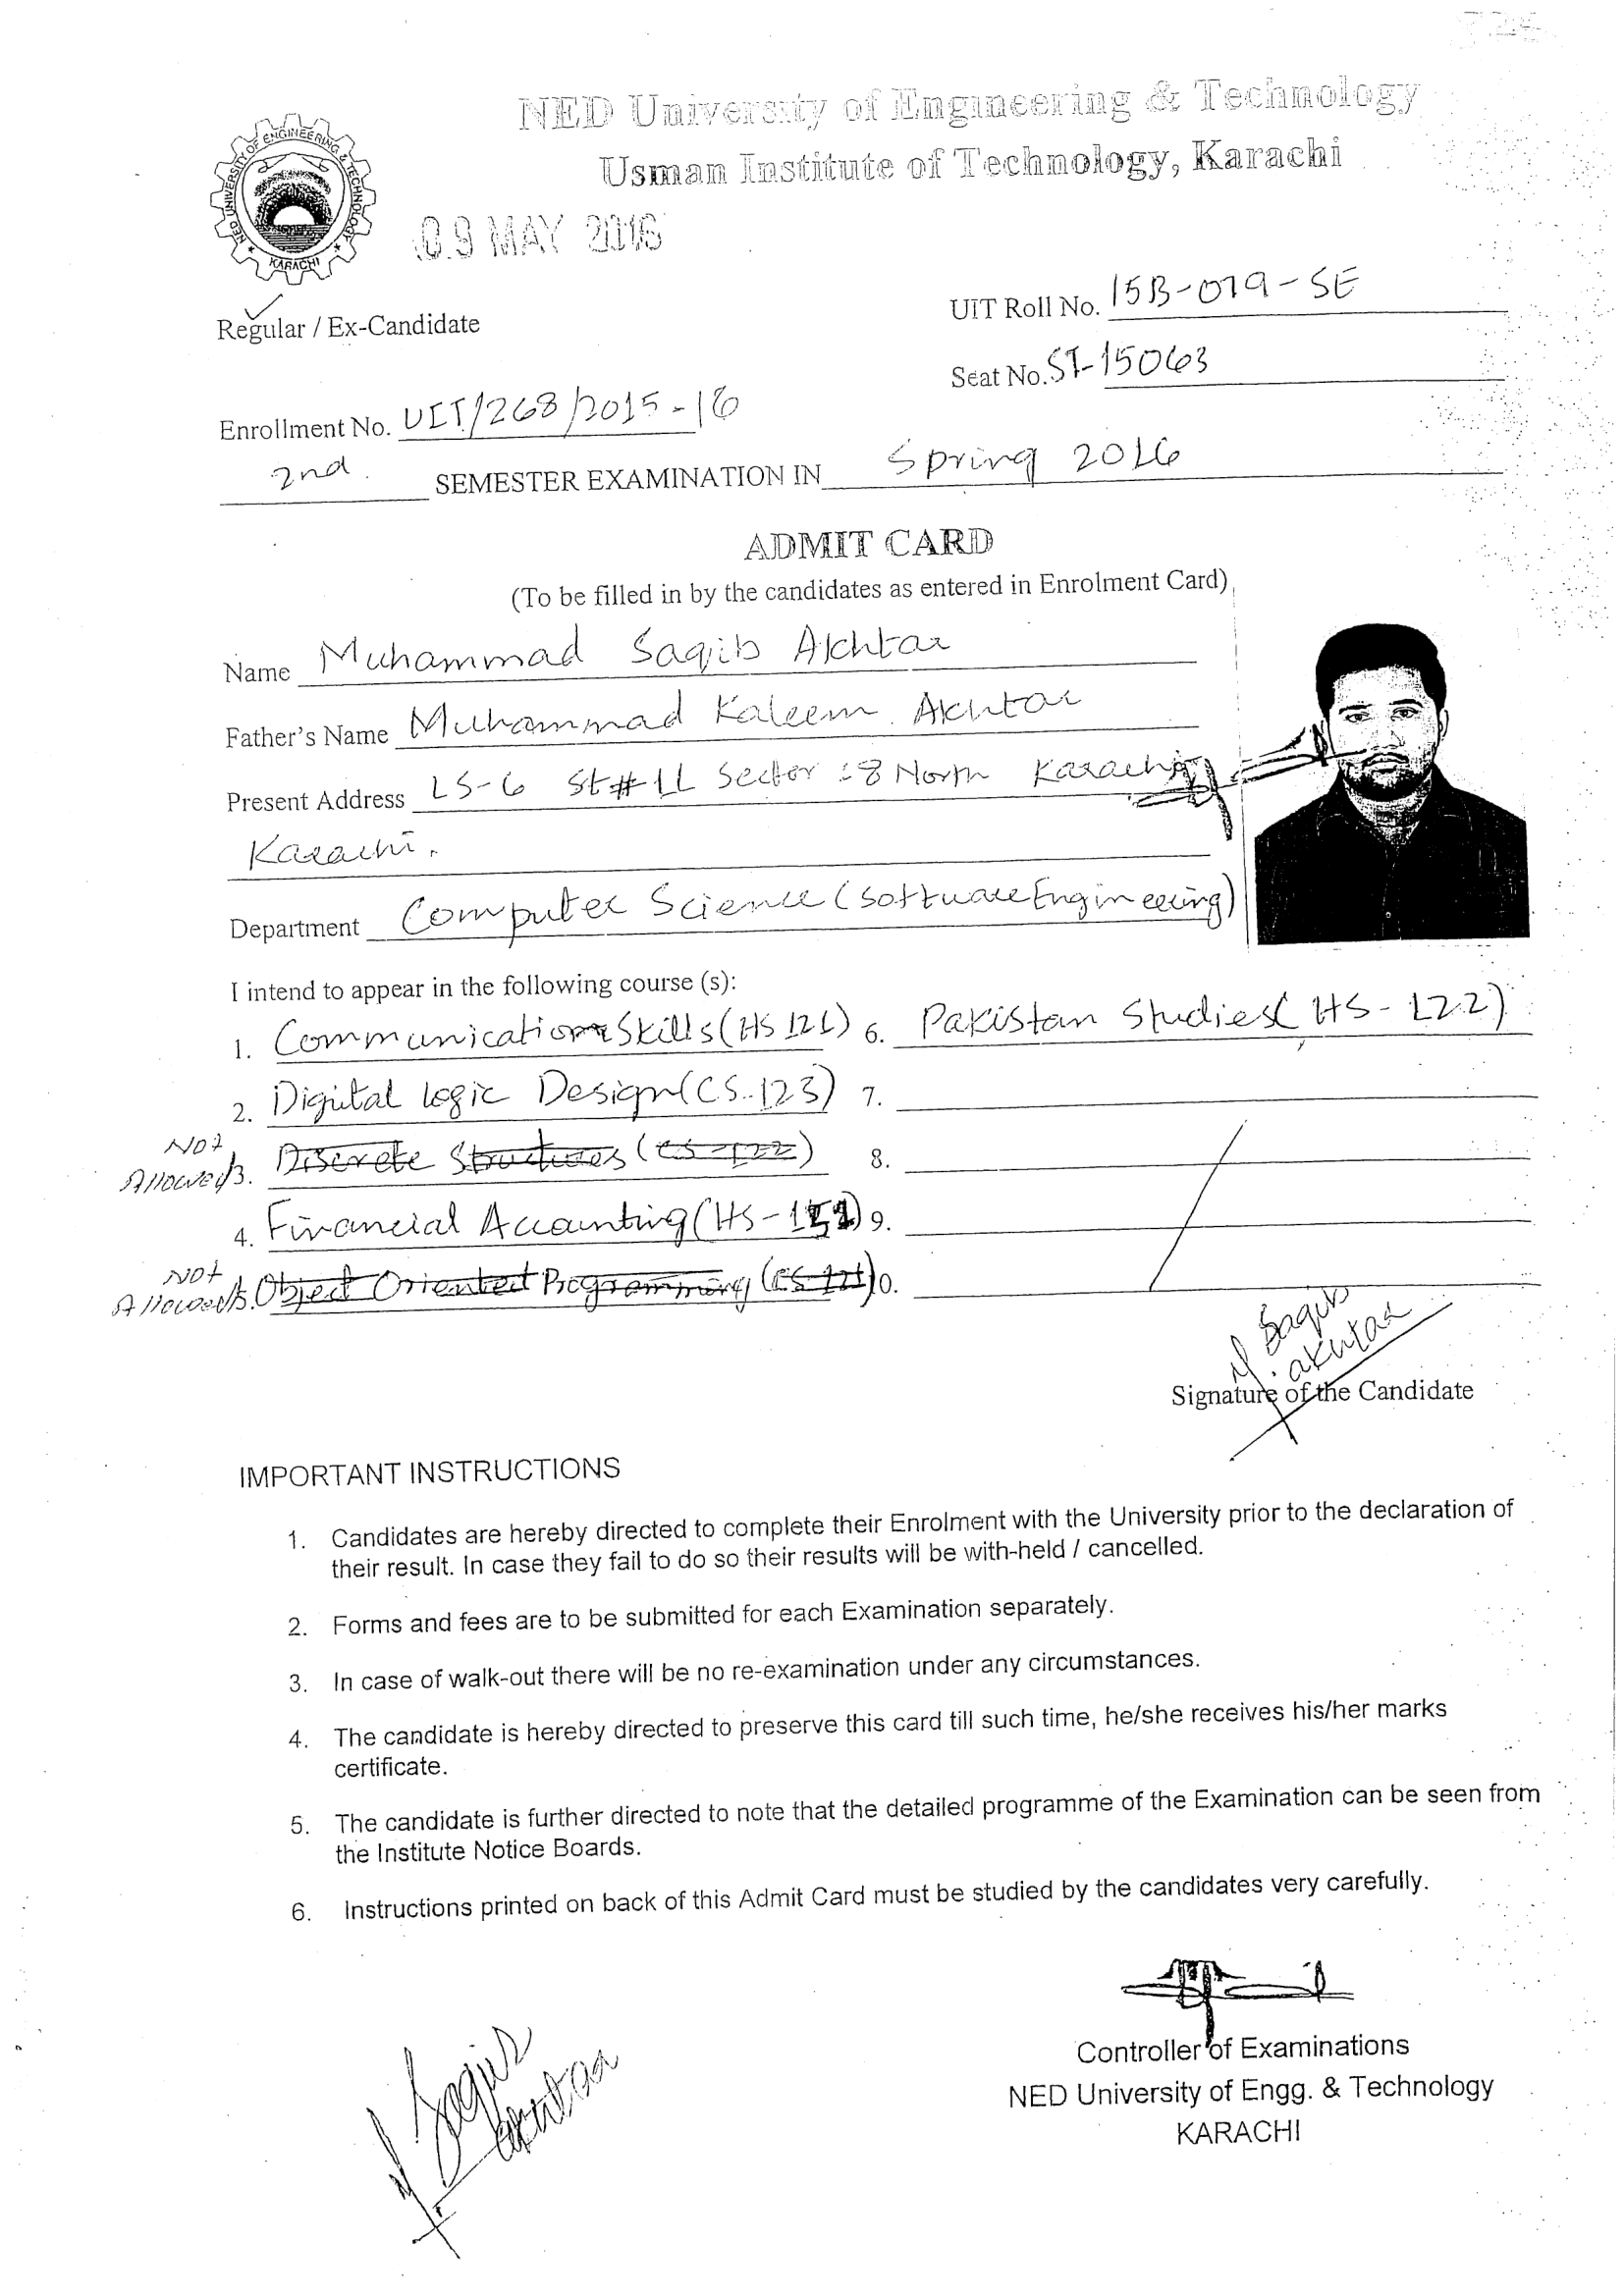 NED University of Engineering & Technology
Usman Institute of Technology, Karachi
NED UNIVERSITY OF ENGINEERING & TECHNOLOGY
KARACHI
09 MAY 2016
Regular / Ex-Candidate
UIT Roll No. 15B-079-SE
Seat No. ST-15063
Enrollment No. UIT/268/2015-16
2nd. SEMESTER EXAMINATION IN Spring 2016
ADMIT CARD
(To be filled in by the candidates as entered in Enrolment Card)
Name Muhammad Saqib Akhtar
Father's Name Muhammad Kaleem Akhtar
Present Address LS-6 St#11 Sector :8 North Karachi
Karachi.
Department Computer Science (Software Engineering)
I intend to appear in the following course (s):
1. Communication Skills (HS 121) 6. Pakistan Studies (HS-122)
2. Digital Logic Design (CS-123) 7.
Not Allowed 3. Discrete Structures (CS-122) 8.
4. Financial Accounting (HS-151) 9.
Not Allowed 5. Object Oriented Programming (CS-121) 10.
M. Saqib
akhtar
Signature of the Candidate
IMPORTANT INSTRUCTIONS
1. Candidates are hereby directed to complete their Enrolment with the University prior to the declaration of
their result. In case they fail to do so their results will be with-held / cancelled.
2. Forms and fees are to be submitted for each Examination separately.
3. In case of walk-out there will be no re-examination under any circumstances.
4. The candidate is hereby directed to preserve this card till such time, he/she receives his/her marks
certificate.
5. The candidate is further directed to note that the detailed programme of the Examination can be seen from
the Institute Notice Boards.
6. Instructions printed on back of this Admit Card must be studied by the candidates very carefully.
Controller of Examinations
NED University of Engg. & Technology
KARACHI
M. Saqib
akhtar